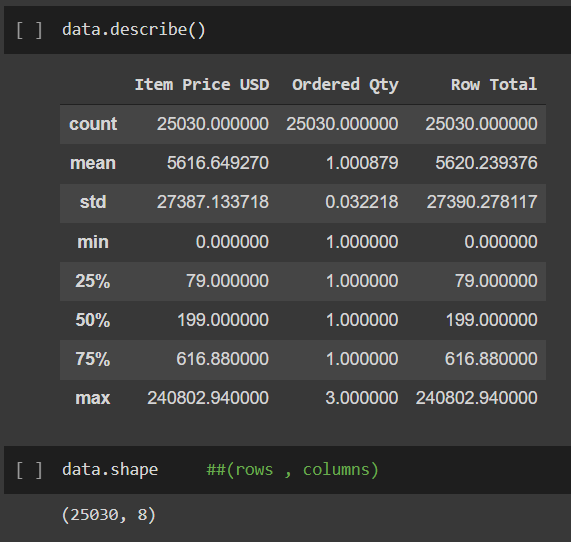 [ ] data.describe()
Item Price USD Ordered Qty Row Total
count 25030.000000 25030.000000 25030.000000
mean 5616.649270 1.000879 5620.239376
std 27387.133718 0.032218 27390.278117
min 0.000000 1.000000 0.000000
25% 79.000000 1.000000 79.000000
50% 199.000000 1.000000 199.000000
75% 616.880000 1.000000 616.880000
max 240802.940000 3.000000 240802.940000
[ ] data.shape ##(rows , columns)
(25030, 8)